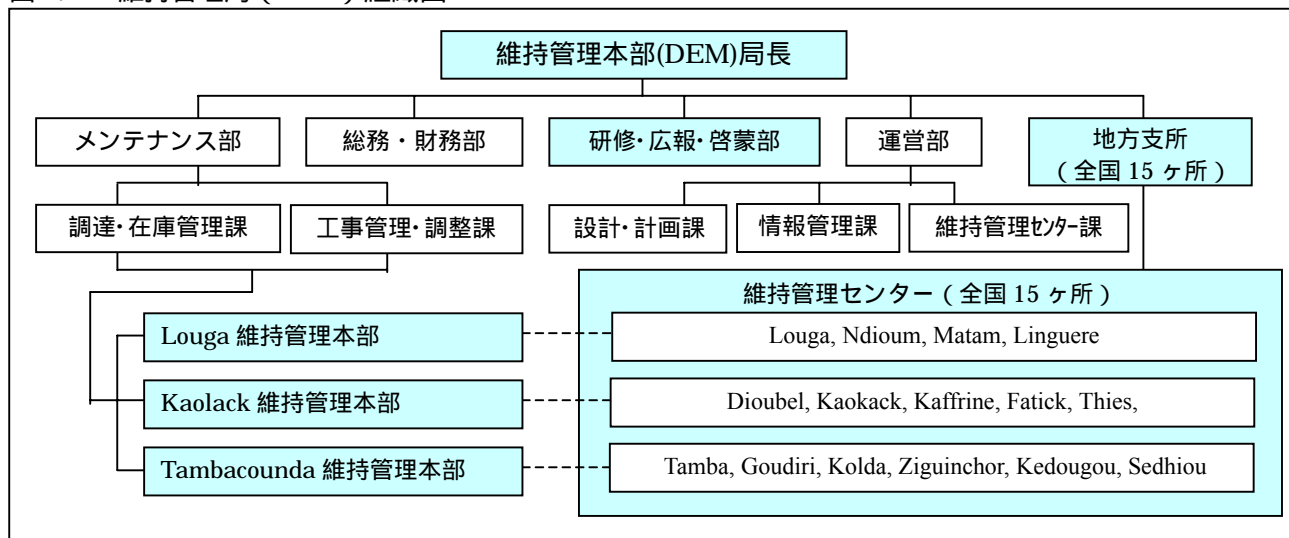 維持管理本部(DEM)局長
メンテナンス部
総務・財務部
研修・広報・啓蒙部
運営部
地方支所
(全国 15 ヶ所)
調達・在庫管理課
工事管理・調整課
設計・計画課
情報管理課
維持管理ｾﾝﾀｰ課
維持管理センター(全国 15 ヶ所)
Louga 維持管理本部
Louga, Ndioum, Matam, Linguere
Kaolack 維持管理本部
Dioubel, Kaokack, Kaffrine, Fatick, Thies,
Tambacounda 維持管理本部
Tamba, Goudiri, Kolda, Ziguinchor, Kedougou, Sedhiou